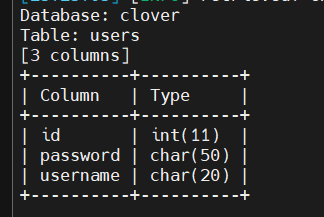 Database: clover
Table: users
[3 columns]
+----------+----------+
| Column   | Type     |
+----------+----------+
| id       | int(11)  |
| password | char(50) |
| username | char(20) |
+----------+----------+